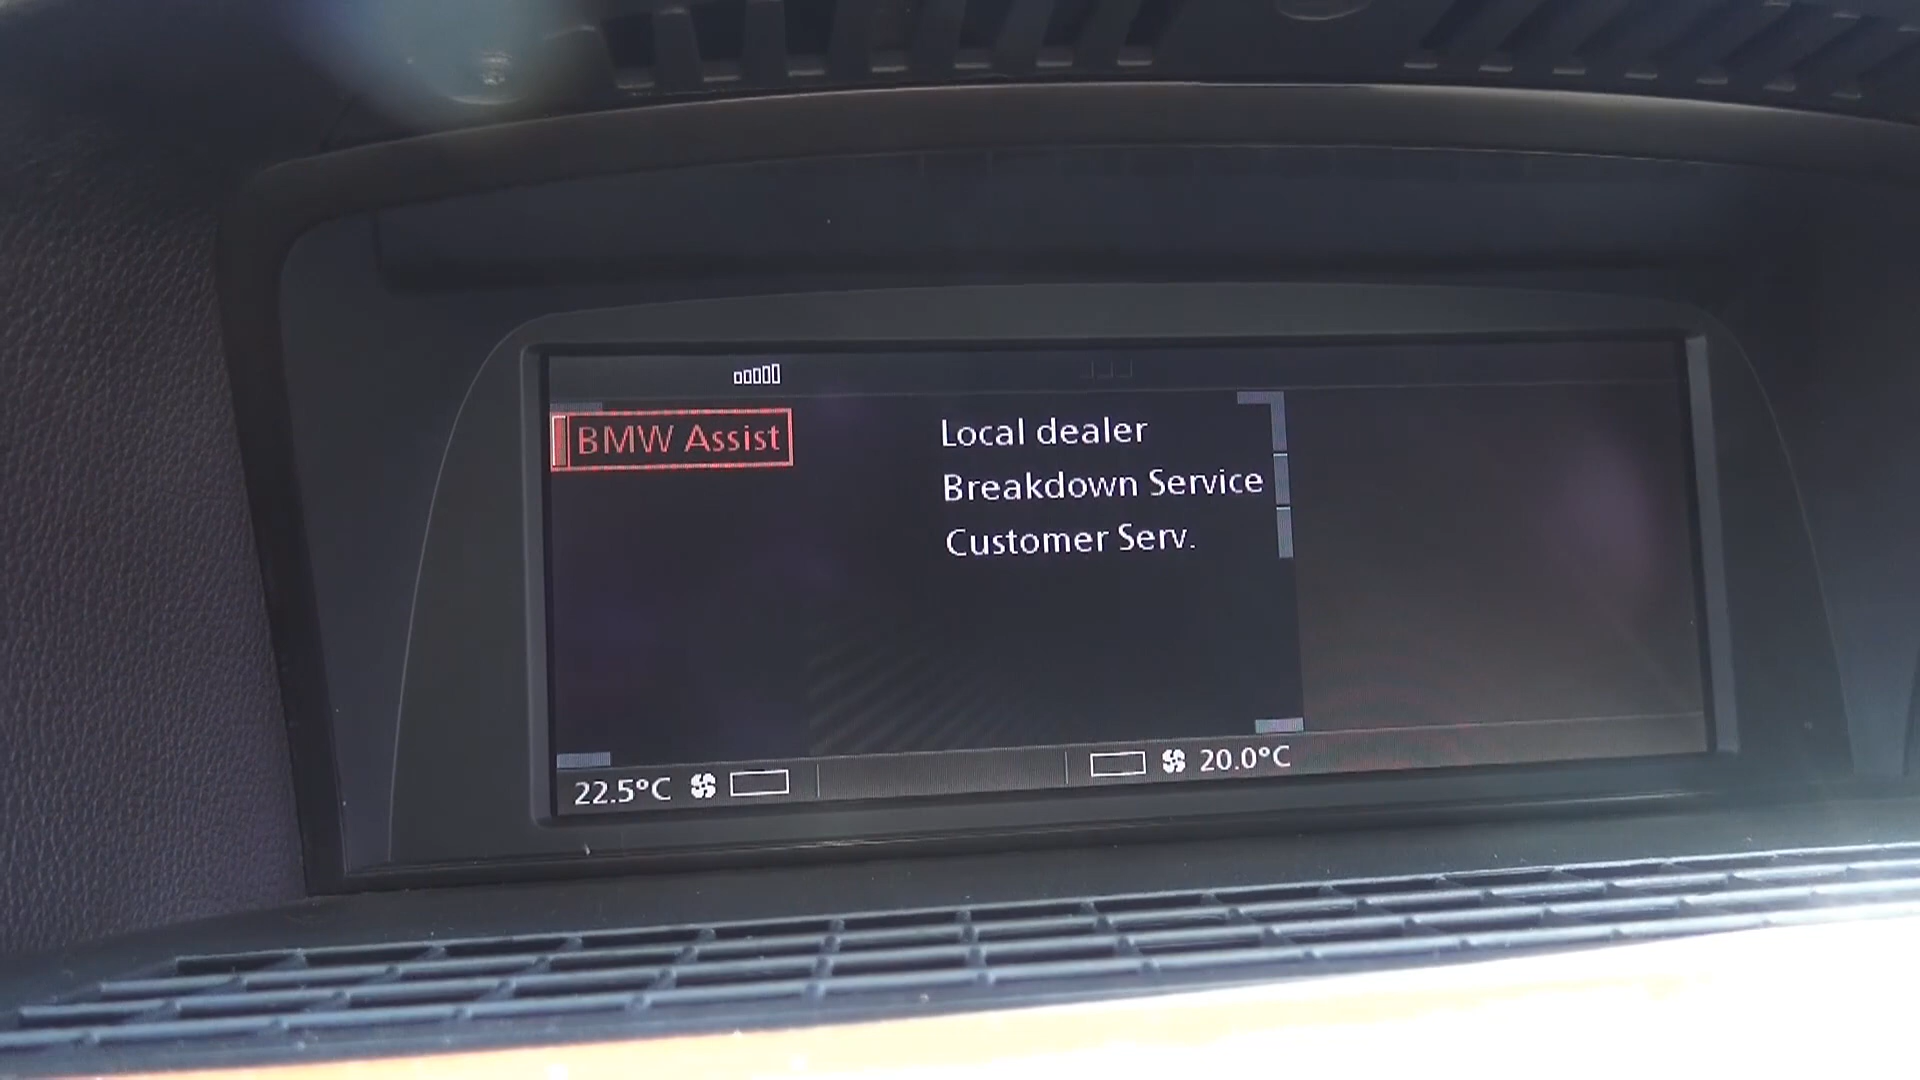 BMW Assist
Local dealer
Breakdown Service
Customer Serv.
22.5°C
20.0°C